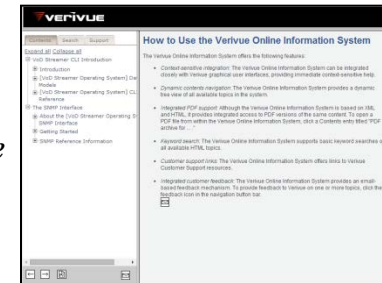 verivue
Contents Search Support
Expand all Collapse all
VoD Streamer CLI Introduction
Introduction
[VoD Streamer Operating System] De
Models
[VoD Streamer Operating System] CL
Reference
The SNMP Interface
About the [VoD Streamer Operating S
SNMP Interface
Getting Started
SNMP Reference Information
e
How to Use the Verivue Online Information System
The Verivue Online Information System offers the following features:
Context-sensitive integration: The Verivue Online Information System can be integrated
closely with Verivue graphical user interfaces, providing immediate context-sensitive help.
Dynamic contents navigation: The Verivue Online Information System provides a dynamic
tree view of all available topics in the system.
Integrated PDF support: Although the Verivue Online Information System is based on XML
and HTML, it provides integrated access to PDF versions of the same content. To open a
PDF file from within the Verivue Online Information System, click a Contents entry titled "PDF
archive for ..."
Keyword search: The Verivue Online Information System supports basic keyword searches o
all available HTML topics.
Customer support links: The Verivue Online Information System offers links to Verivue
Customer Support resources.
Integrated customer feedback: The Verivue Online Information System provides an email-
based feedback mechanism. To provide feedback to Verivue on one or more topics, click the
feedback icon in the navigation button bar.